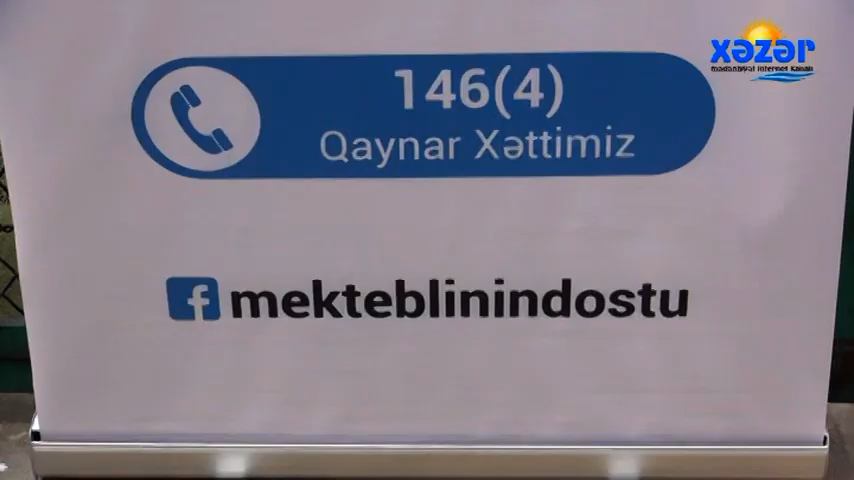 xəzər
mədəniyyət internet kanalı
146(4)
Qaynar Xəttimiz
mekteblinindostu